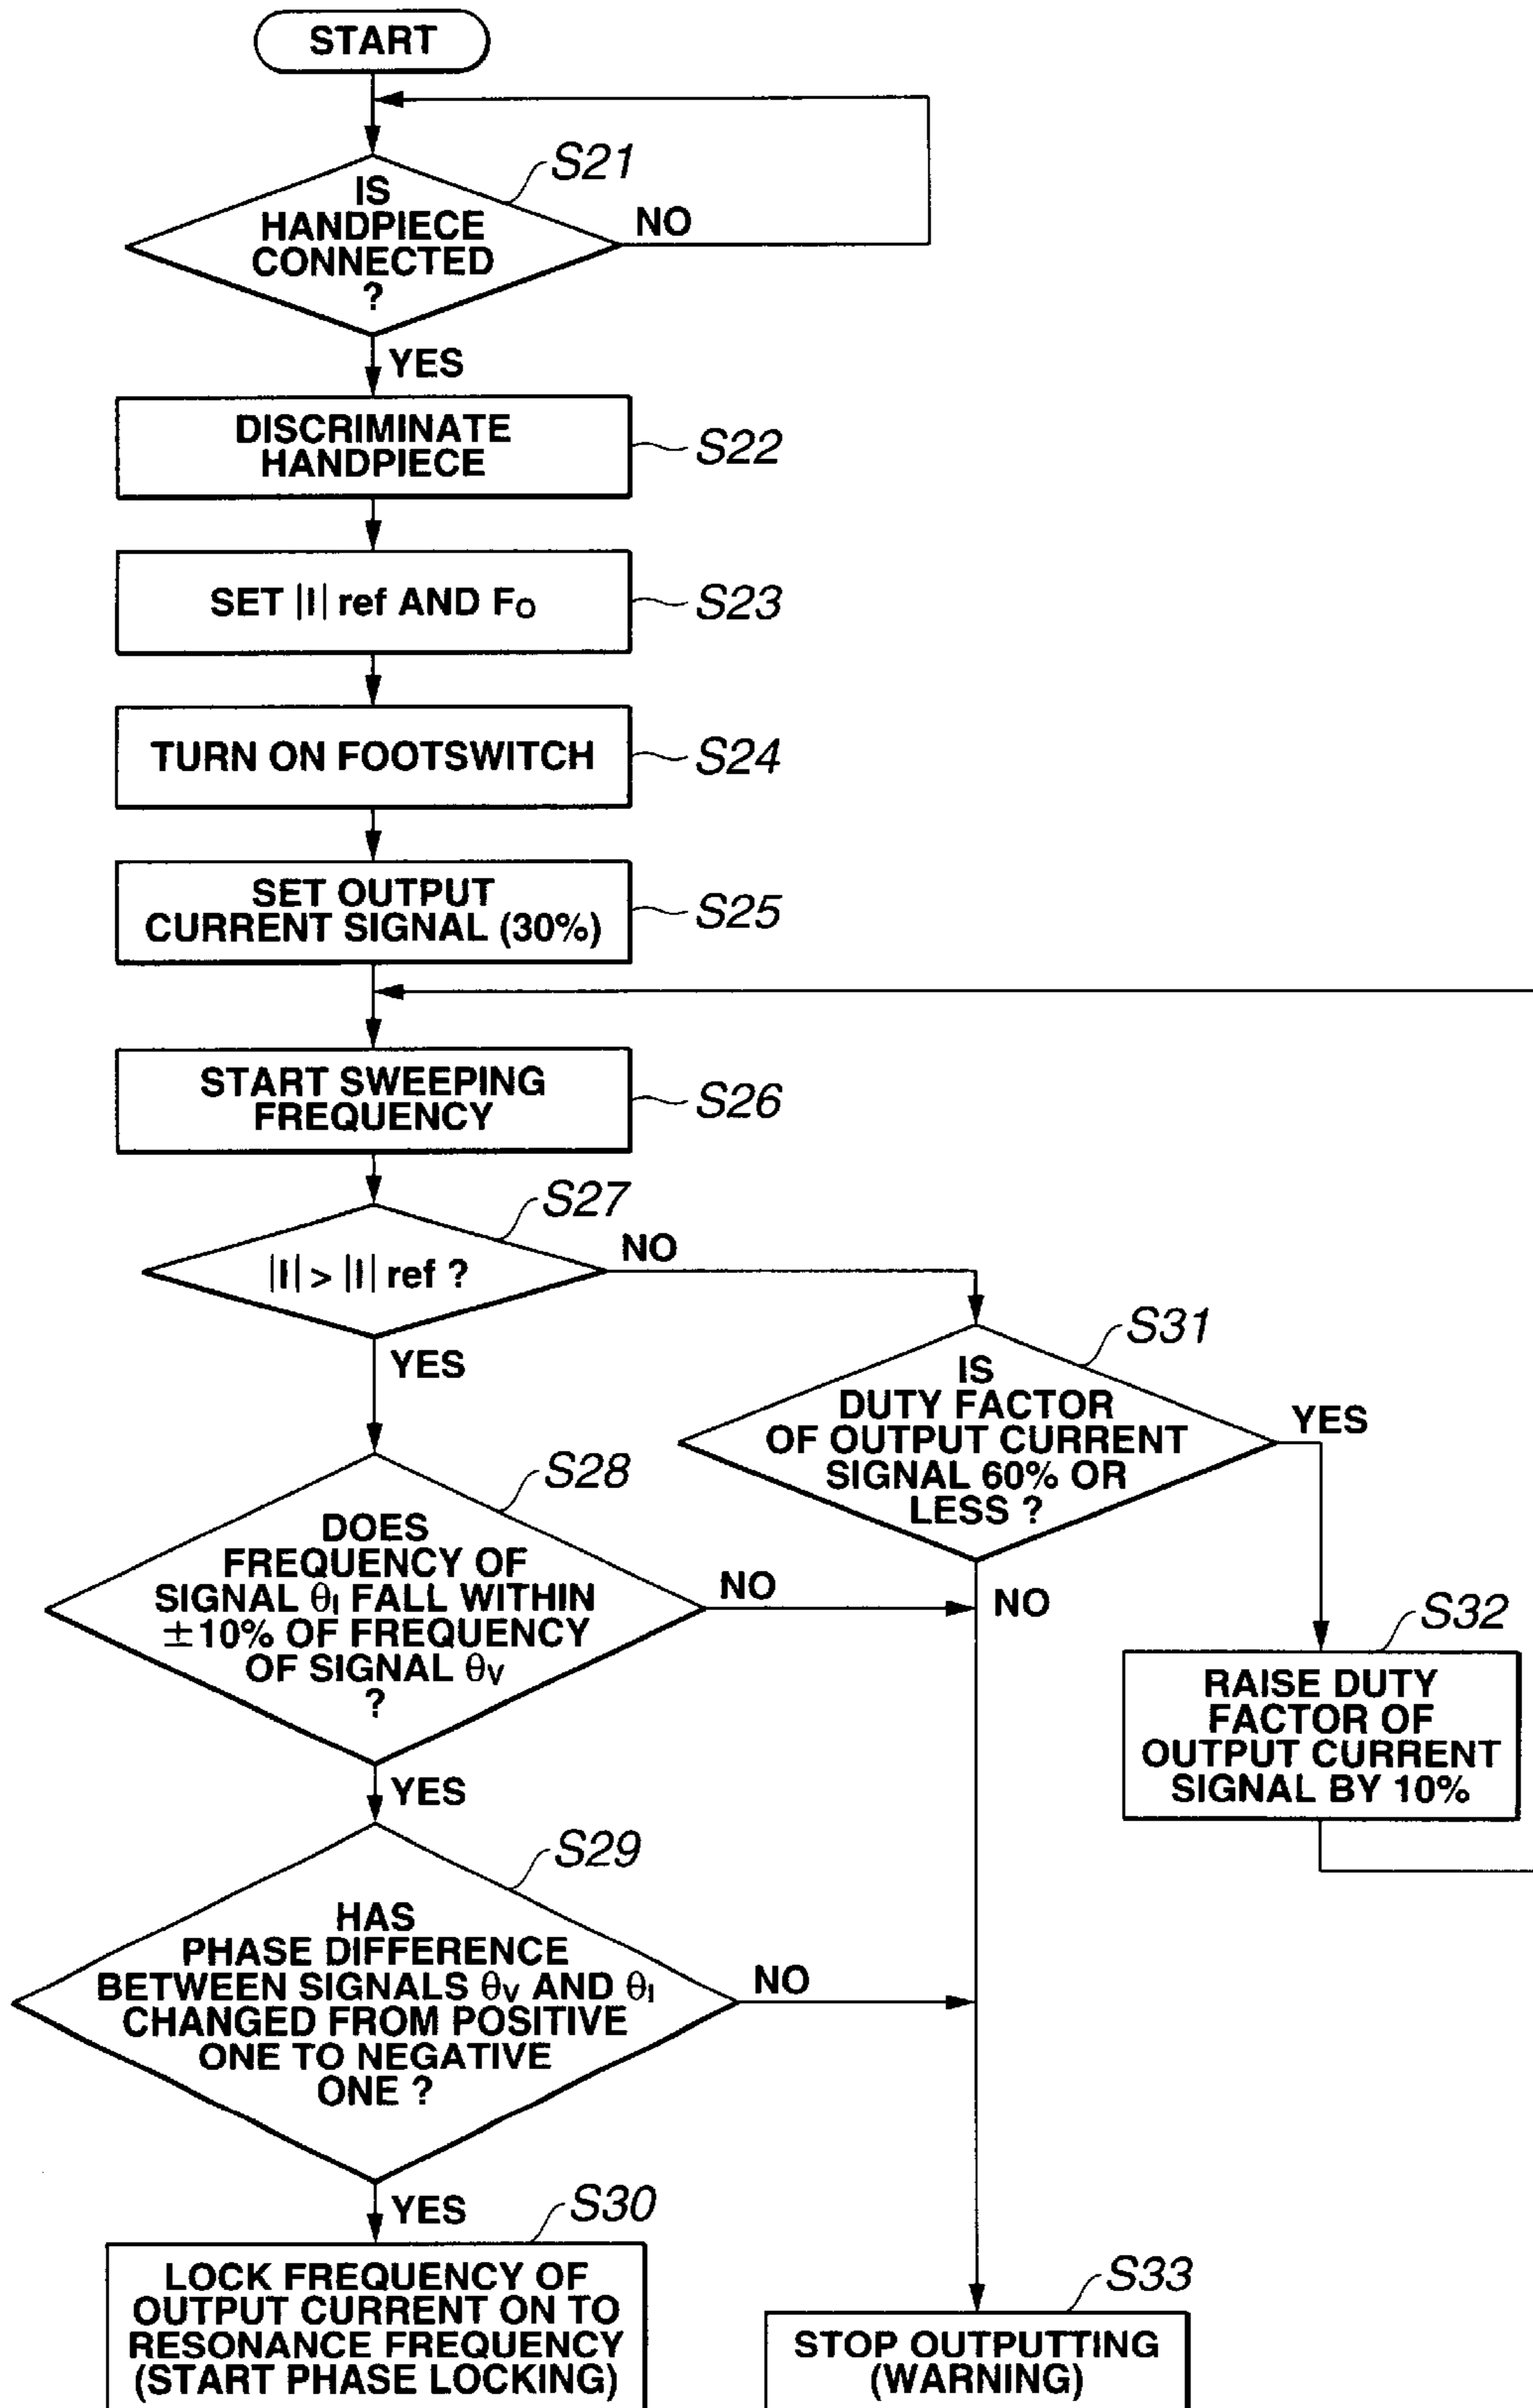 START
S21
IS
HANDPIECE
CONNECTED
?
NO
YES
DISCRIMINATE
HANDPIECE
S22
SET |I| ref AND FO
S23
TURN ON FOOTSWITCH
S24
SET OUTPUT
CURRENT SIGNAL (30%)
S25
START SWEEPING
FREQUENCY
S26
S27
|I| > |I| ref ?
NO
YES
S31
IS
DUTY FACTOR
OF OUTPUT CURRENT
SIGNAL 60% OR
LESS ?
YES
NO
S28
DOES
FREQUENCY OF
SIGNAL θI FALL WITHIN
±10% OF FREQUENCY
OF SIGNAL θV
?
NO
YES
S32
RAISE DUTY
FACTOR OF
OUTPUT CURRENT
SIGNAL BY 10%
S29
HAS
PHASE DIFFERENCE
BETWEEN SIGNALS θV AND θI
CHANGED FROM POSITIVE
ONE TO NEGATIVE
ONE ?
NO
YES
S30
LOCK FREQUENCY OF
OUTPUT CURRENT ON TO
RESONANCE FREQUENCY
(START PHASE LOCKING)
S33
STOP OUTPUTTING
(WARNING)